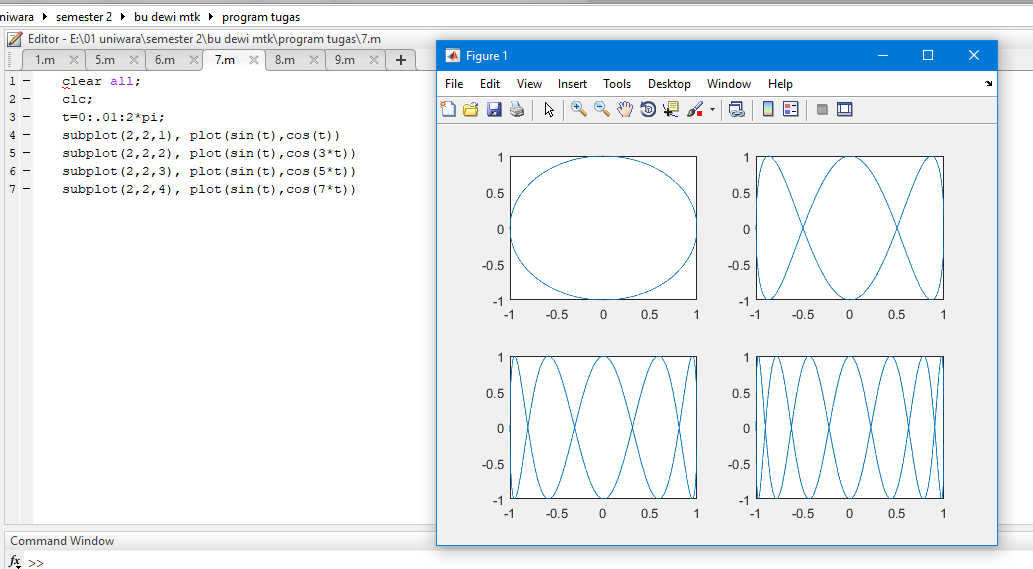 niwara ▸ semester 2 ▸ bu dewi mtk ▸ program tugas
Editor - E:\01 uniwara\semester 2\bu dewi mtk\program tugas\7.m
1.m 5.m 6.m 7.m 8.m 9.m +
1 - clear all;
2 - clc;
3 - t=0:.01:2*pi;
4 - subplot(2,2,1), plot(sin(t),cos(t))
5 - subplot(2,2,2), plot(sin(t),cos(3*t))
6 - subplot(2,2,3), plot(sin(t),cos(5*t))
7 - subplot(2,2,4), plot(sin(t),cos(7*t))
Command Window
fx >>
Figure 1
File Edit View Insert Tools Desktop Window Help
1
0.5
0
-0.5
-1
-1 -0.5 0 0.5 1
1
0.5
0
-0.5
-1
-1 -0.5 0 0.5 1
1
0.5
0
-0.5
-1
-1 -0.5 0 0.5 1
1
0.5
0
-0.5
-1
-1 -0.5 0 0.5 1